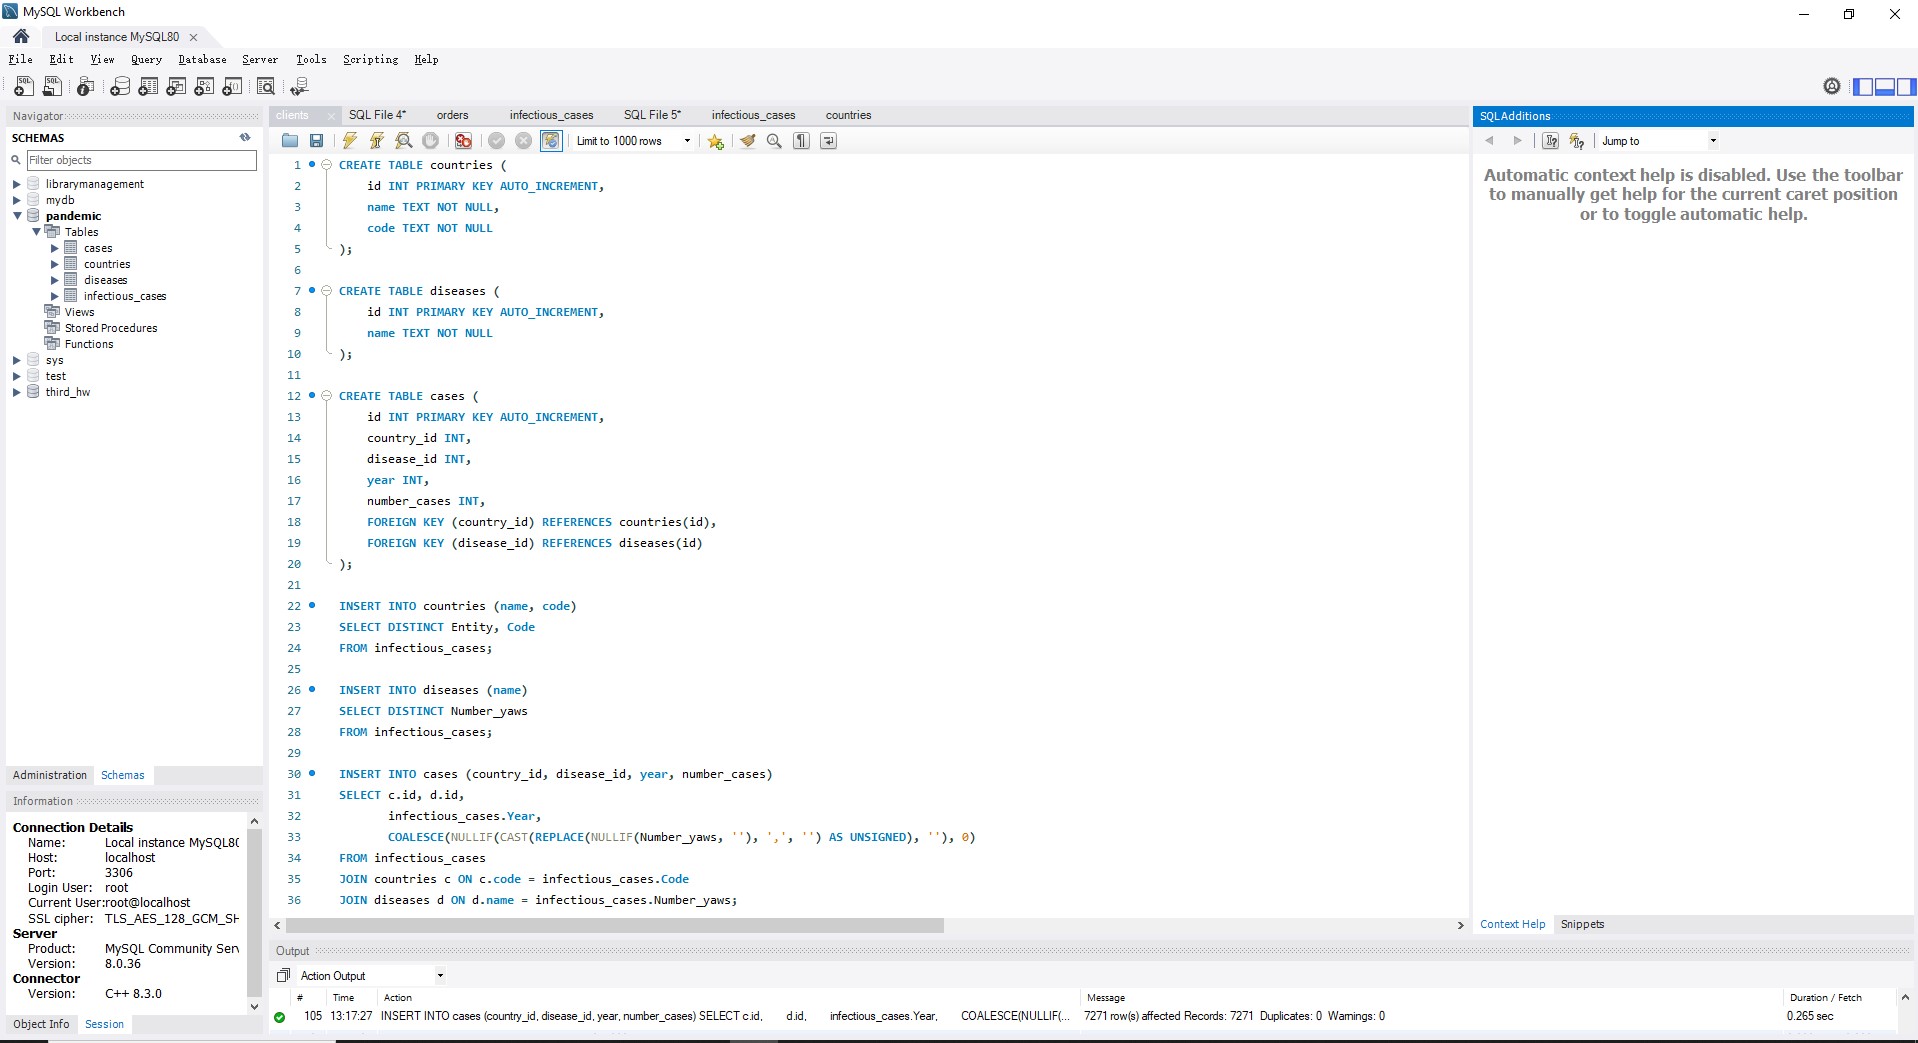 MySQL Workbench
Local instance MySQL80
File Edit View Query Database Server Tools Scripting Help
Navigator
SCHEMAS
Filter objects
librarymanagement
mydb
pandemic
Tables
cases
countries
diseases
infectious_cases
Views
Stored Procedures
Functions
sys
test
third_hw
Administration Schemas
Information
Connection Details
Name: Local instance MySQL80
Host: localhost
Port: 3306
Login User: root
Current User: root@localhost
SSL cipher: TLS_AES_128_GCM_SH
Server
Product: MySQL Community Serv
Version: 8.0.36
Connector
Version: C++ 8.3.0
Object Info Session
clients SQL File 4* orders infectious_cases SQL File 5* infectious_cases countries
Limit to 1000 rows
1 CREATE TABLE countries (
2 id INT PRIMARY KEY AUTO_INCREMENT,
3 name TEXT NOT NULL,
4 code TEXT NOT NULL
5 );
6
7 CREATE TABLE diseases (
8 id INT PRIMARY KEY AUTO_INCREMENT,
9 name TEXT NOT NULL
10 );
11
12 CREATE TABLE cases (
13 id INT PRIMARY KEY AUTO_INCREMENT,
14 country_id INT,
15 disease_id INT,
16 year INT,
17 number_cases INT,
18 FOREIGN KEY (country_id) REFERENCES countries(id),
19 FOREIGN KEY (disease_id) REFERENCES diseases(id)
20 );
21
22 INSERT INTO countries (name, code)
23 SELECT DISTINCT Entity, Code
24 FROM infectious_cases;
25
26 INSERT INTO diseases (name)
27 SELECT DISTINCT Number_yaws
28 FROM infectious_cases;
29
30 INSERT INTO cases (country_id, disease_id, year, number_cases)
31 SELECT c.id, d.id,
32 infectious_cases.Year,
33 COALESCE(NULLIF(CAST(REPLACE(NULLIF(Number_yaws, ''), ',', '') AS UNSIGNED), ''), 0)
34 FROM infectious_cases
35 JOIN countries c ON c.code = infectious_cases.Code
36 JOIN diseases d ON d.name = infectious_cases.Number_yaws;
Output
Action Output
# Time Action Message Duration / Fetch
105 13:17:27 INSERT INTO cases (country_id, disease_id, year, number_cases) SELECT c.id, d.id, infectious_cases.Year, COALESCE(NULLIF(... 7271 row(s) affected Records: 7271 Duplicates: 0 Warnings: 0 0.265 sec
SQLAdditions
Jump to
Automatic context help is disabled. Use the toolbar
to manually get help for the current caret position
or to toggle automatic help.
Context Help Snippets